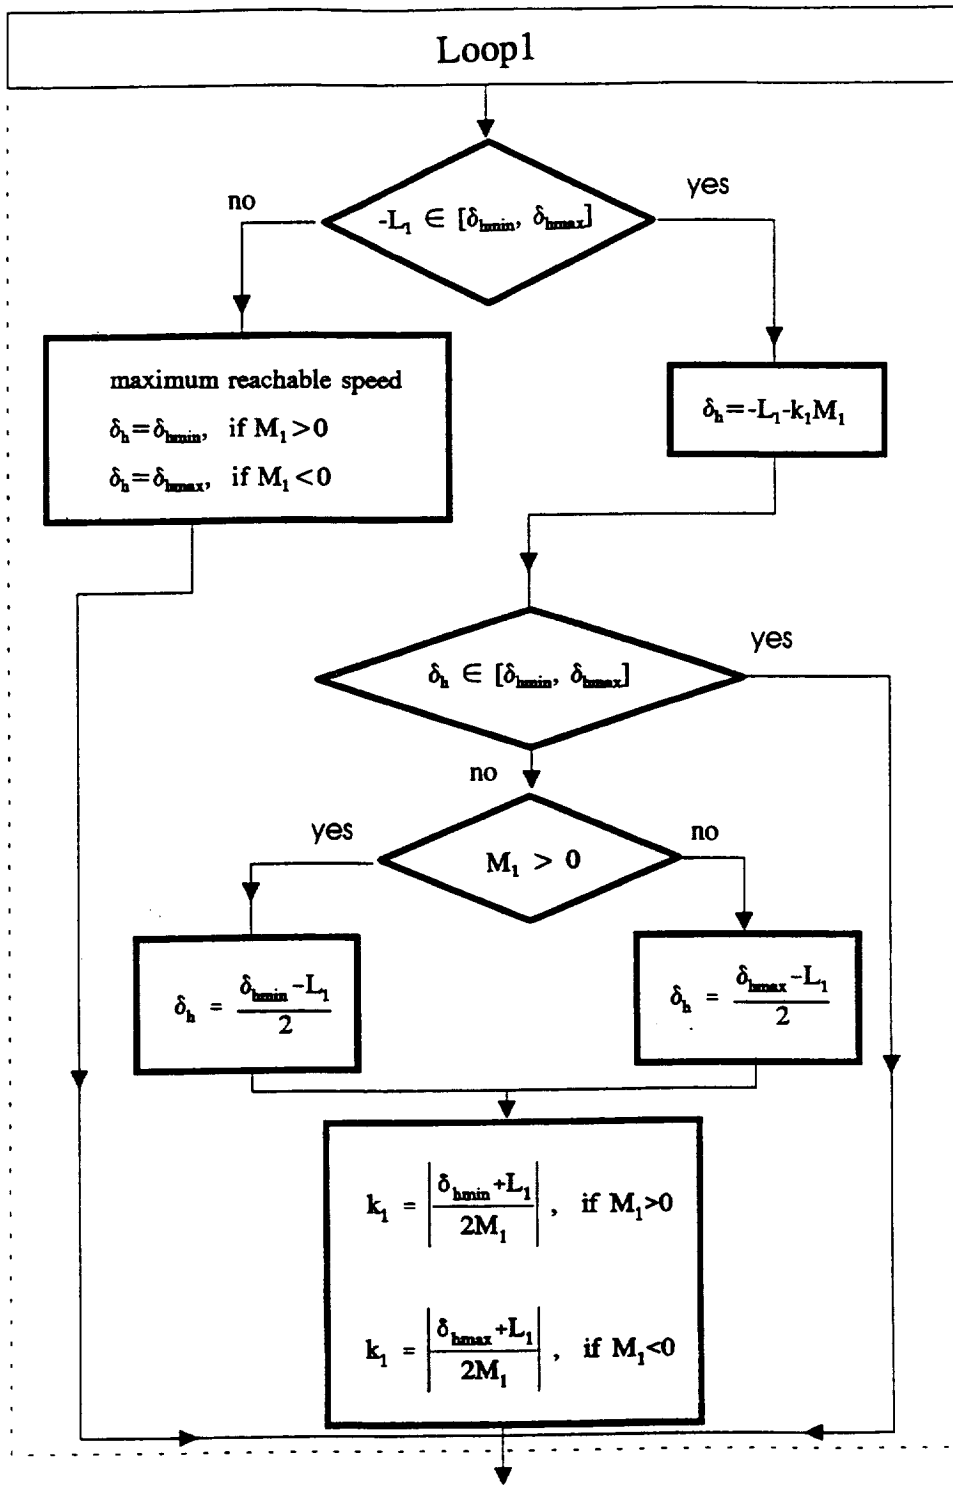 Loop1
no
yes
-L₁ ∈ [δₕₘᵢₙ, δₕₘₐₓ]
maximum reachable speed
δₕ=δₕₘᵢₙ, if M₁>0
δₕ=δₕₘₐₓ, if M₁<0
δₕ=-L₁-k₁M₁
yes
δₕ ∈ [δₕₘᵢₙ, δₕₘₐₓ]
no
yes
no
M₁ > 0
δₕ = (δₕₘᵢₙ-L₁)/2
δₕ = (δₕₘₐₓ-L₁)/2
k₁ = |(δₕₘᵢₙ+L₁)/2M₁| , if M₁>0
k₁ = |(δₕₘₐₓ+L₁)/2M₁| , if M₁<0